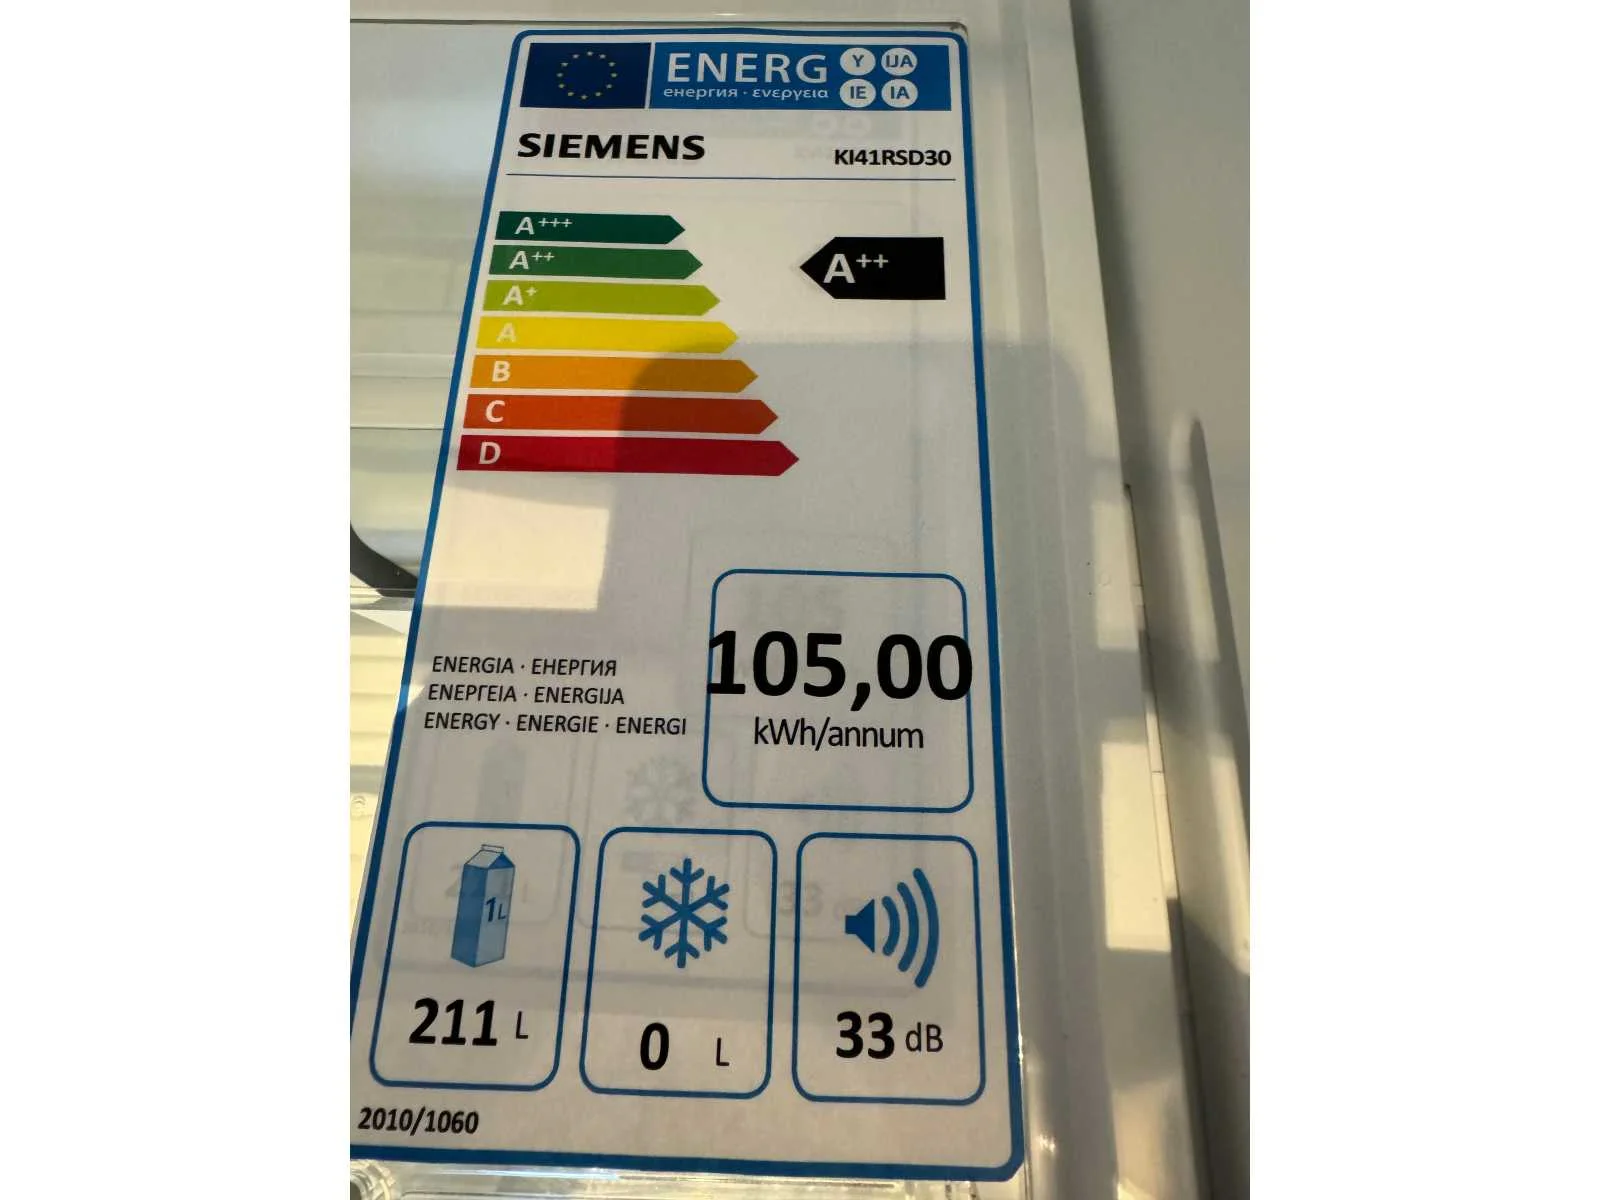 ENERG Y IJA
енергия · ενεργεια IE IA
SIEMENS KI41RSD30
A+++
A++ A++
A+
A
B
C
D
105,00
kWh/annum
ENERGIA · ЕНЕРГИЯ
ΕΝΕΡΓΕΙΑ · ENERGIJA
ENERGY · ENERGIE · ENERGI
1L
211 L
0 L
33 dB
2010/1060